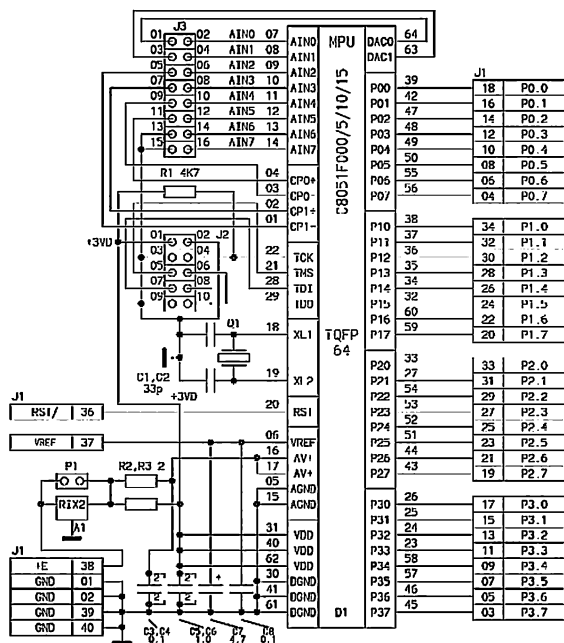 J3
01 02 AIN0 07 AIN0 MPU DAC0 64
03 04 AIN1 08 AIN1 DAC1 63
05 06 AIN2 09 AIN2
07 08 AIN3 10 AIN3 P00 39
09 10 AIN4 11 AIN4 P01 42
11 12 AIN5 12 AIN5 P02 47
13 14 AIN6 13 AIN6 P03 48
15 16 AIN7 14 AIN7 P04 49
P05 50
P06 55
P07 56
C8051F000/5/10/15
R1 4K7
04 CP0+
03 CP0-
02 CP1+
01 CP1-
+3VD
J2
01 02
03 04
05 06
07 08
09 10
22 TCK
21 TMS
28 TDI
29 TDO
P10 38
P11 37
P12 36
P13 35
P14 34
P15 32
P16 60
P17 59
Q1
18 XL1
19 XL2
C1,C2
33p
+3VD
TQFP
64
20 RST
P20 33
P21 27
P22 54
P23 53
P24 52
P25 51
P26 44
P27 43
J1
RST/ 36
VREF 37
06 VREF
16 AV+
17 AV+
05 AGND
15 AGND
P1
R2,R3 2
RIX2
A1
31 VDD
40 VDD
62 VDD
30 DGND
41 DGND
61 DGND
P30 26
P31 25
P32 24
P33 23
P34 58
P35 57
P36 46
P37 45
D1
J1
+E 38
GND 01
GND 02
GND 39
GND 40
2 2 +
C3,C4
0.1
C5,C6
1.0
C7
4.7
C8
0.1
J1
18 P0.0
16 P0.1
14 P0.2
12 P0.3
10 P0.4
08 P0.5
06 P0.6
04 P0.7
34 P1.0
32 P1.1
30 P1.2
28 P1.3
26 P1.4
24 P1.5
22 P1.6
20 P1.7
33 P2.0
31 P2.1
29 P2.2
27 P2.3
25 P2.4
23 P2.5
21 P2.6
19 P2.7
17 P3.0
15 P3.1
13 P3.2
11 P3.3
09 P3.4
07 P3.5
05 P3.6
03 P3.7